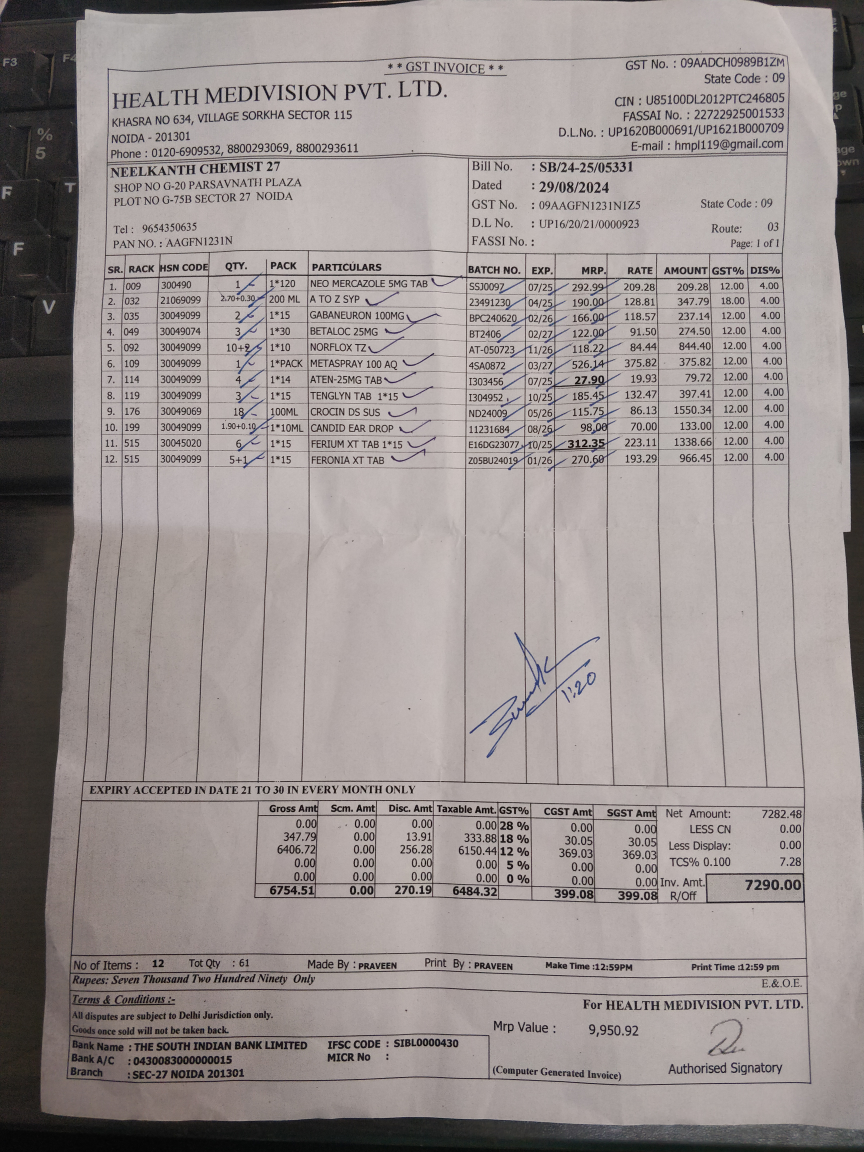 * * GST INVOICE * *
GST No. : 09AADCH0989B1ZM
State Code : 09
HEALTH MEDIVISION PVT. LTD.
KHASRA NO 634, VILLAGE SORKHA SECTOR 115
NOIDA - 201301
Phone : 0120-6909532, 8800293069, 8800293611
CIN : U85100DL2012PTC246805
FASSAI No. : 22722925001533
D.L.No. : UP1620B000691/UP1621B000709
E-mail : hmpl119@gmail.com
NEELKANTH CHEMIST 27
SHOP NO G-20 PARSAVNATH PLAZA
PLOT NO G-75B SECTOR 27 NOIDA
Tel : 9654350635
PAN NO. : AAGFN1231N
Bill No. : SB/24-25/05331
Dated : 29/08/2024
GST No. : 09AAGFN1231N1Z5 State Code : 09
D.L No. : UP16/20/21/0000923 Route: 03
FASSI No. : Page: 1 of 1
SR. RACK HSN CODE QTY. PACK PARTICULARS BATCH NO. EXP. MRP. RATE AMOUNT GST% DIS%
1. 009 300490 1 1*120 NEO MERCAZOLE 5MG TAB SSJ0097 07/25 292.99 209.28 209.28 12.00 4.00
2. 032 21069099 2.70+0.30 200 ML A TO Z SYP 23491230 04/25 190.00 128.81 347.79 18.00 4.00
3. 035 30049099 2 1*15 GABANEURON 100MG BPC240620 02/26 166.00 118.57 237.14 12.00 4.00
4. 049 30049074 3 1*30 BETALOC 25MG BT2406 02/27 122.00 91.50 274.50 12.00 4.00
5. 092 30049099 10+2 1*10 NORFLOX TZ AT-050723 11/26 118.22 84.44 844.40 12.00 4.00
6. 109 30049099 1 1*PACK METASPRAY 100 AQ 4SA0872 03/27 526.14 375.82 375.82 12.00 4.00
7. 114 30049099 4 1*14 ATEN-25MG TAB I303456 07/25 27.90 19.93 79.72 12.00 4.00
8. 119 30049099 3 1*15 TENGLYN TAB 1*15 I304952 10/25 185.45 132.47 397.41 12.00 4.00
9. 176 30049069 18 100ML CROCIN DS SUS ND24009 05/26 115.75 86.13 1550.34 12.00 4.00
10. 199 30049099 1.90+0.10 1*10ML CANDID EAR DROP 11231684 08/26 98.00 70.00 133.00 12.00 4.00
11. 515 30045020 6 1*15 FERIUM XT TAB 1*15 E16DG23077 10/25 312.35 223.11 1338.66 12.00 4.00
12. 515 30049099 5+1 1*15 FERONIA XT TAB Z05BU24019 01/26 270.60 193.29 966.45 12.00 4.00
1:20
EXPIRY ACCEPTED IN DATE 21 TO 30 IN EVERY MONTH ONLY
Gross Amt Scm. Amt Disc. Amt Taxable Amt. GST% CGST Amt SGST Amt
0.00 0.00 0.00 0.00 28 % 0.00 0.00
347.79 0.00 13.91 333.88 18 % 30.05 30.05
6406.72 0.00 256.28 6150.44 12 % 369.03 369.03
0.00 0.00 0.00 0.00 5 % 0.00 0.00
0.00 0.00 0.00 0.00 0 % 0.00 0.00
6754.51 0.00 270.19 6484.32 399.08 399.08
Net Amount: 7282.48
LESS CN 0.00
Less Display: 0.00
TCS% 0.100 7.28
Inv. Amt. 7290.00
R/Off
No of Items : 12 Tot Qty : 61 Made By : PRAVEEN Print By : PRAVEEN Make Time :12:59PM Print Time :12:59 pm
Rupees: Seven Thousand Two Hundred Ninety Only
E.& O.E.
Terms & Conditions :-
All disputes are subject to Delhi Jurisdiction only.
Goods once sold will not be taken back.
For HEALTH MEDIVISION PVT. LTD.
Mrp Value : 9,950.92
Bank Name : THE SOUTH INDIAN BANK LIMITED IFSC CODE : SIBL0000430
Bank A/C : 0430083000000015 MICR No :
Branch : SEC-27 NOIDA 201301
(Computer Generated Invoice)
Authorised Signatory
F3
F4
%
5
F
T
F
V